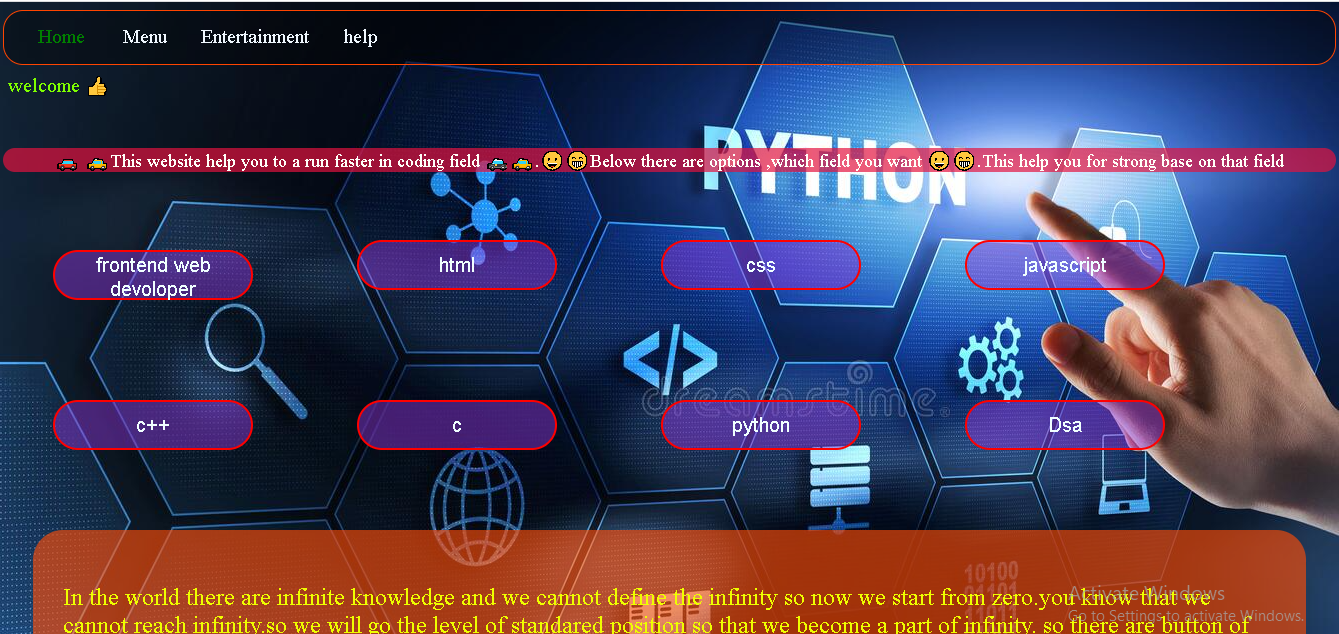 Home Menu Entertainment help
welcome 👍
🚗 🚕This website help you to a run faster in coding field 🚙🚕.😀 😁Below there are options ,which field you want 😀 😁.This help you for strong base on that field
PYTHON
frontend web
devoloper
html
css
javascript
dreamstime.
c++
c
python
Dsa
10100
11011
In the world there are infinite knowledge and we cannot define the infinity so now we start from zero.you know that we
cannot reach infinity.so we will go the level of standared position so that we become a part of infinity. so there are button of
Activate Windows
Go to Settings to activate Windows.